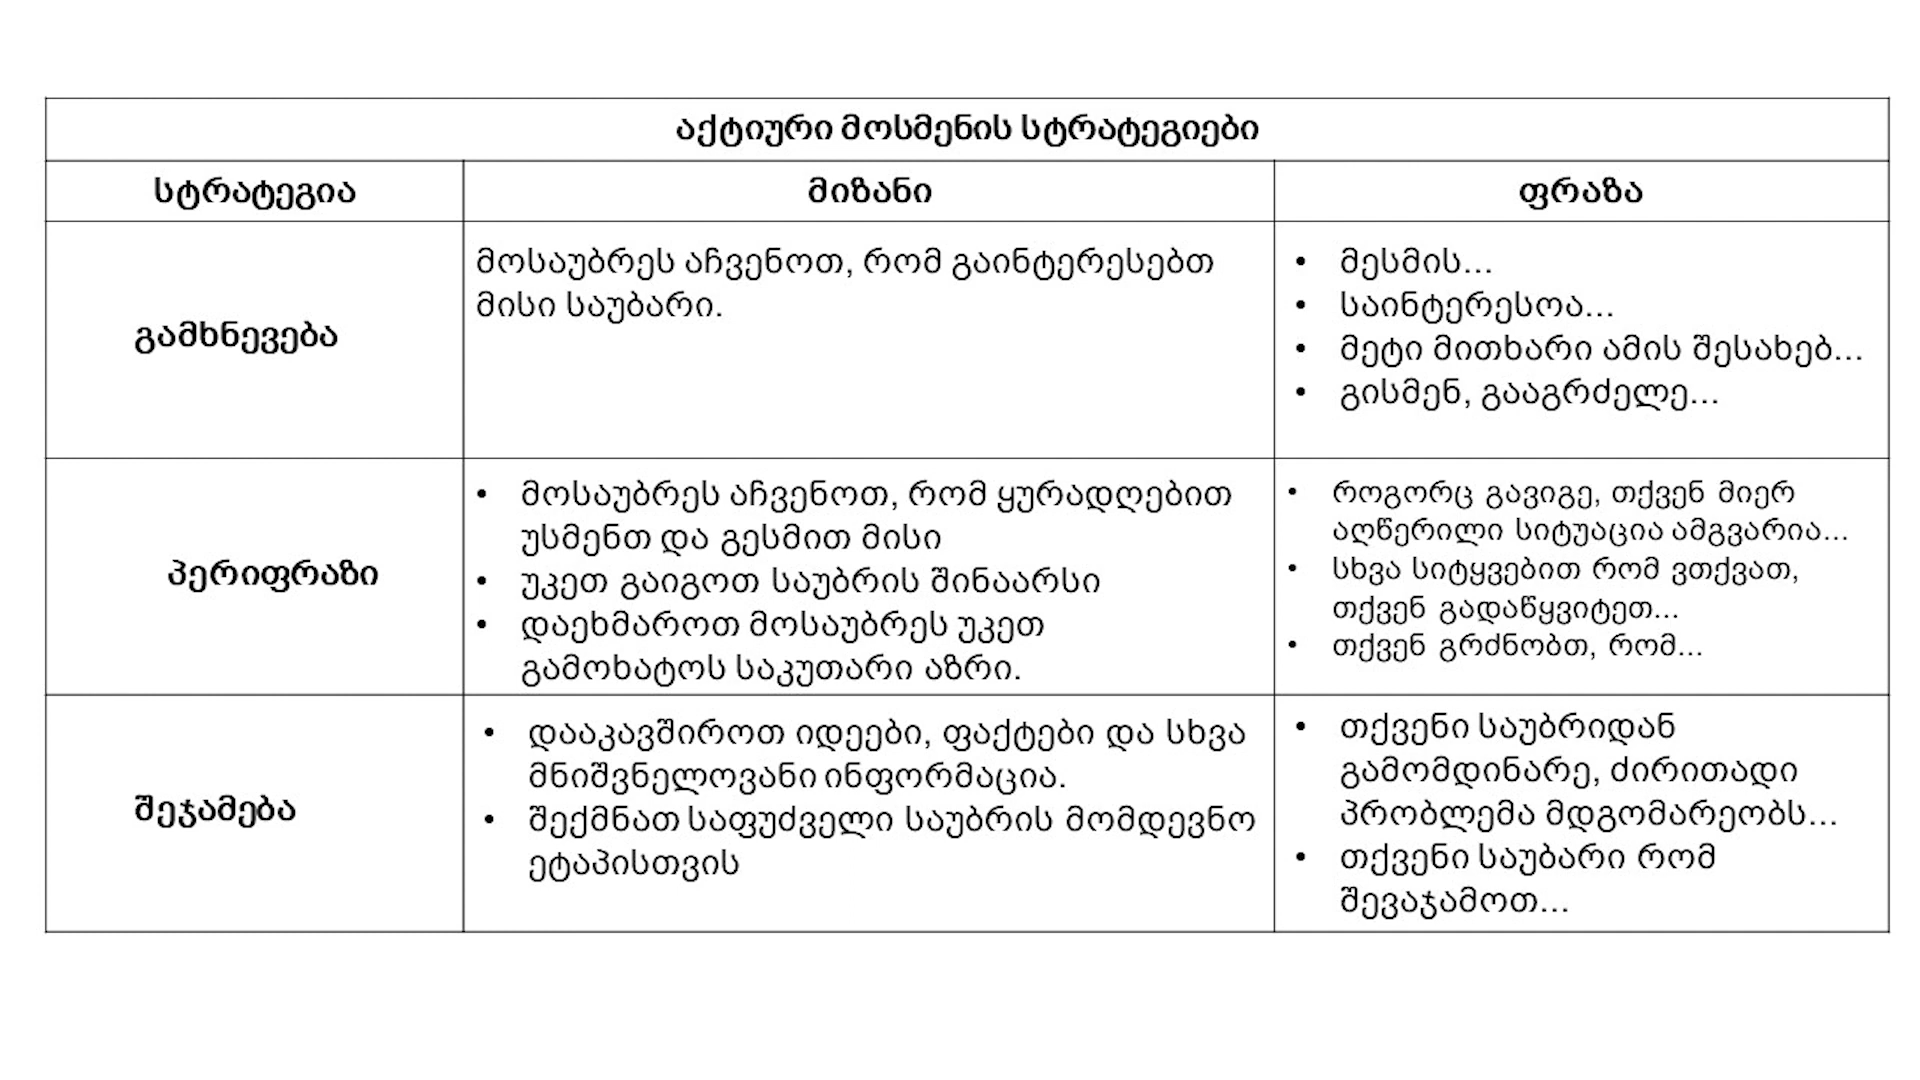 აქტიური მოსმენის სტრატეგიები
სტრატეგია
მიზანი
ფრაზა
გამხნევება
მოსაუბრეს აჩვენოთ, რომ გაინტერესებთ
მისი საუბარი.
• მესმის...
• საინტერესოა...
• მეტი მითხარი ამის შესახებ...
• გისმენ, გააგრძელე...
პერიფრაზი
• მოსაუბრეს აჩვენოთ, რომ ყურადღებით
უსმენთ და გესმით მისი
• უკეთ გაიგოთ საუბრის შინაარსი
• დაეხმაროთ მოსაუბრეს უკეთ
გამოხატოს საკუთარი აზრი.
• როგორც გავიგე, თქვენ მიერ
აღწერილი სიტუაცია ამგვარია...
• სხვა სიტყვებით რომ ვთქვათ,
თქვენ გადაწყვიტეთ...
• თქვენ გრძნობთ, რომ...
შეჯამება
• დააკავშიროთ იდეები, ფაქტები და სხვა
მნიშვნელოვანი ინფორმაცია.
• შექმნათ საფუძველი საუბრის მომდევნო
ეტაპისთვის
• თქვენი საუბრიდან
გამომდინარე, ძირითადი
პრობლემა მდგომარეობს...
• თქვენი საუბარი რომ
შევაჯამოთ...